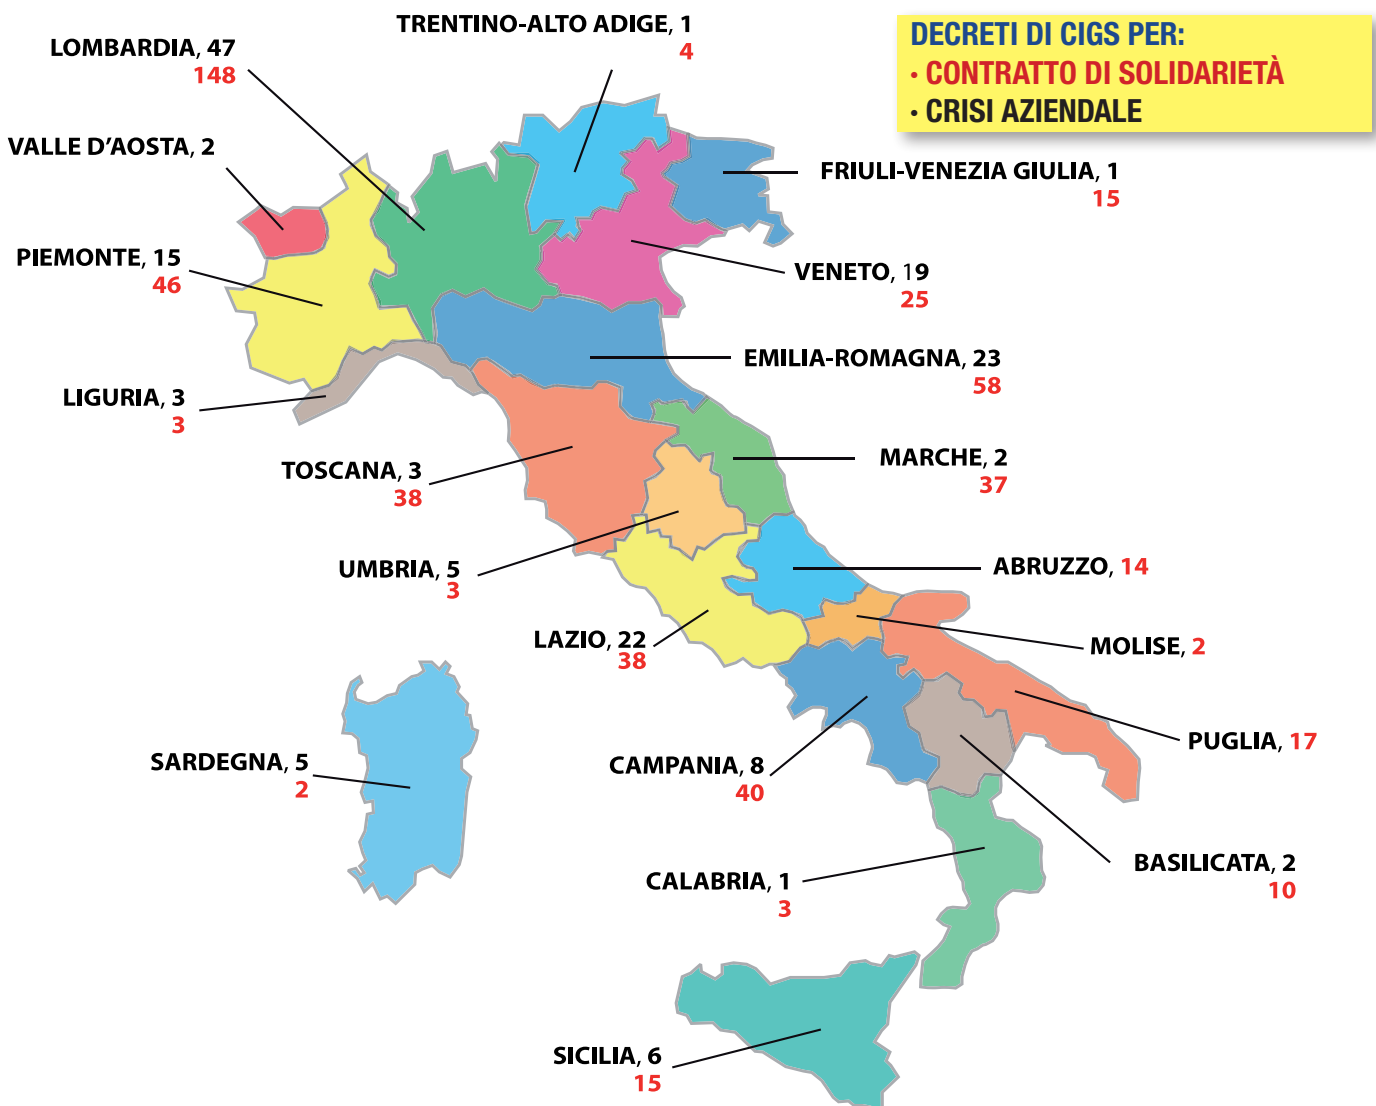 TRENTINO-ALTO ADIGE, 1
4
DECRETI DI CIGS PER:
• CONTRATTO DI SOLIDARIETÀ
• CRISI AZIENDALE
LOMBARDIA, 47
148
VALLE D'AOSTA, 2
FRIULI-VENEZIA GIULIA, 1
15
PIEMONTE, 15
46
VENETO, 19
25
EMILIA-ROMAGNA, 23
58
LIGURIA, 3
3
TOSCANA, 3
38
MARCHE, 2
37
UMBRIA, 5
3
ABRUZZO, 14
LAZIO, 22
38
MOLISE, 2
PUGLIA, 17
SARDEGNA, 5
2
CAMPANIA, 8
40
BASILICATA, 2
10
CALABRIA, 1
3
SICILIA, 6
15